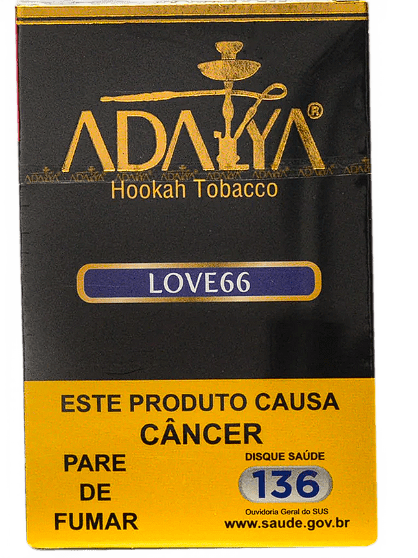 ADALYA®
Hookah Tobacco
LOVE66
ESTE PRODUTO CAUSA
CÂNCER
PARE
DE
FUMAR
DISQUE SAÚDE
136
Ouvidoria Geral do SUS
www.saude.gov.br